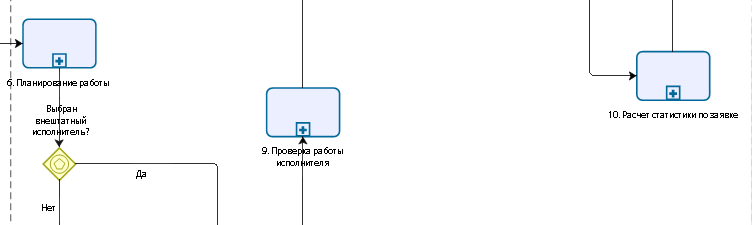 6. Планирование работы
Выбран
внештатный
исполнитель?
Да
Нет
9. Проверка работы
исполнителя
10. Расчет статистики по заявке